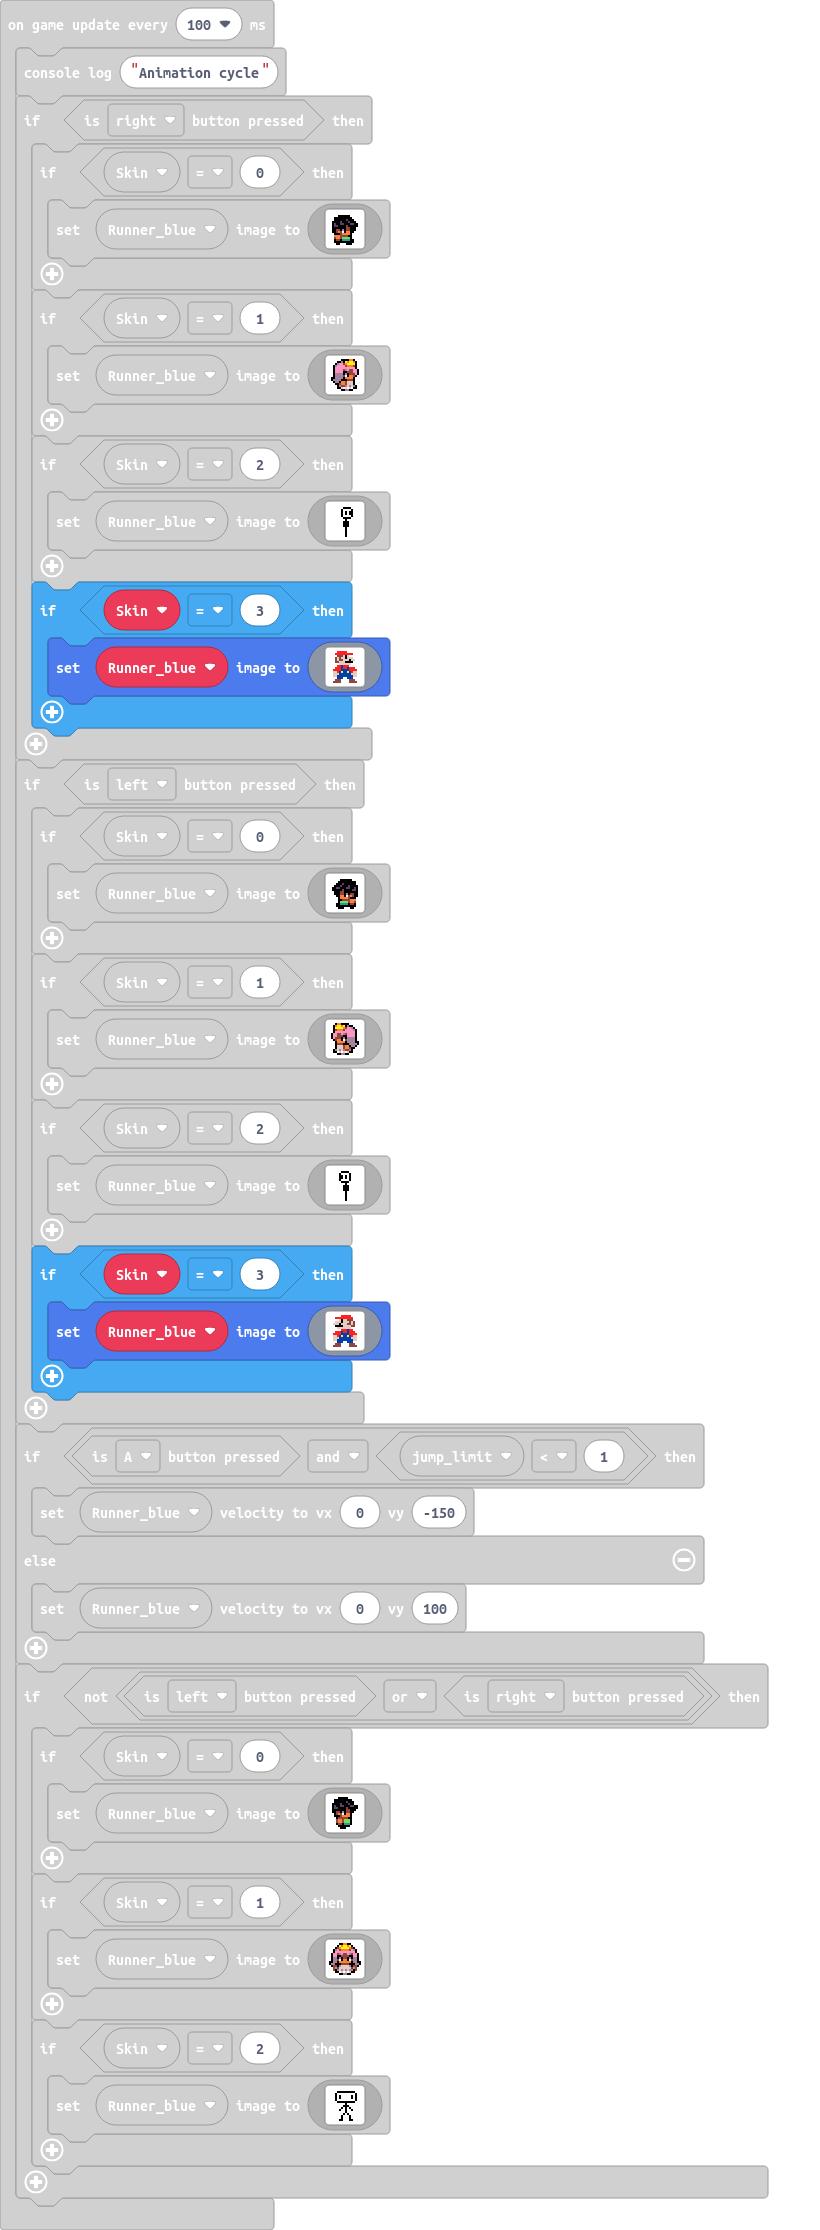 on game update every 100 ms
console log "Animation cycle"
if is right button pressed then
if Skin = 0 then
set Runner_blue image to
if Skin = 1 then
set Runner_blue image to
if Skin = 2 then
set Runner_blue image to
if Skin = 3 then
set Runner_blue image to
if is left button pressed then
if Skin = 0 then
set Runner_blue image to
if Skin = 1 then
set Runner_blue image to
if Skin = 2 then
set Runner_blue image to
if Skin = 3 then
set Runner_blue image to
if is A button pressed and jump_limit < 1 then
set Runner_blue velocity to vx 0 vy -150
else
set Runner_blue velocity to vx 0 vy 100
if not is left button pressed or is right button pressed then
if Skin = 0 then
set Runner_blue image to
if Skin = 1 then
set Runner_blue image to
if Skin = 2 then
set Runner_blue image to